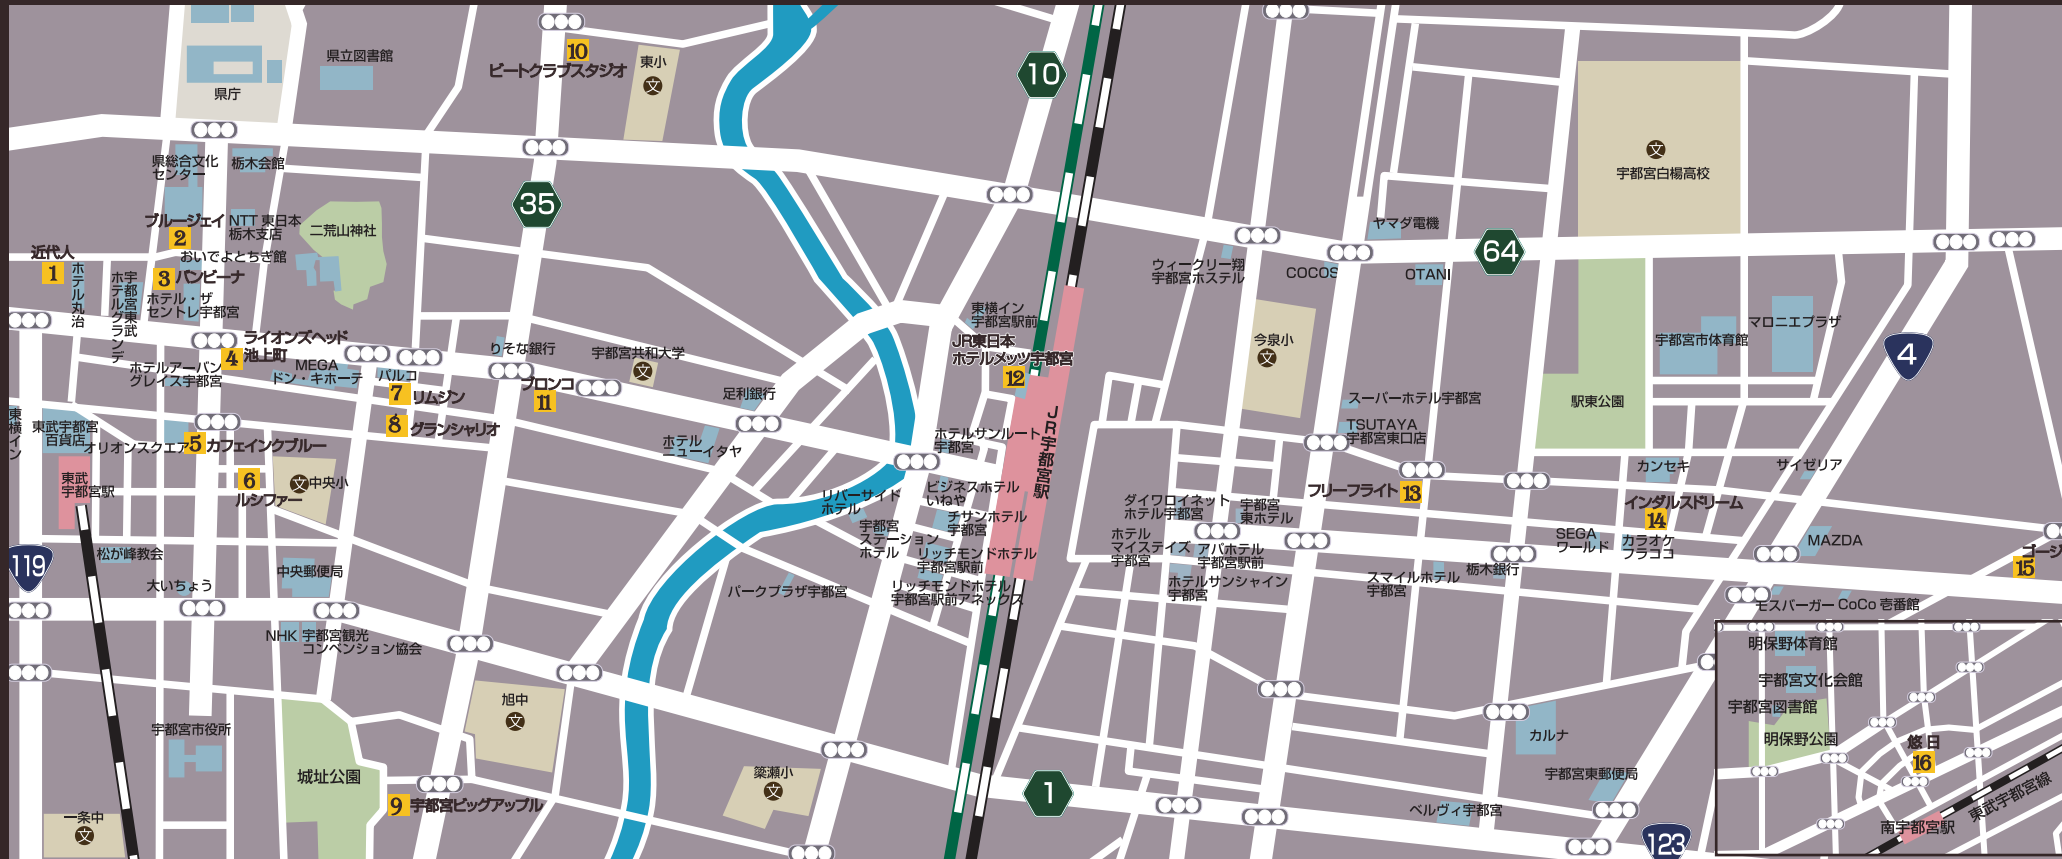 県庁
県立図書館
10
ビートクラブスタジオ
東小
文
10
県総合文化
センター
栃木会館
35
ブルージェイ
2
NTT 東日本
栃木支店
二荒山神社
近代人
1
おいでよとちぎ館
3
バンビーナ
ホテル丸治
宇都宮東武
ホテルグランデ
ホテル・ザ
セントレ宇都宮
ライオンズヘッド
池上町
4
ホテルアーバン
グレイス宇都宮
MEGA
ドン・キホーテ
パルコ
7
リムジン
8
グランシャリオ
りそな銀行
ブロンコ
11
宇都宮共和大学
文
足利銀行
東横イン
東武宇都宮
百貨店
オリオンスクエア
5
カフェインクブルー
6
ルシファー
文
中央小
東武
宇都宮駅
119
松が峰教会
大いちょう
中央郵便局
NHK
宇都宮観光
コンベンション協会
宇都宮市役所
城址公園
一条中
文
9
宇都宮ビッグアップル
旭中
文
簗瀬小
文
ホテル
ニューイタヤ
リバーサイド
ホテル
宇都宮
ステーション
ホテル
パークプラザ宇都宮
東横イン
宇都宮駅前
JR東日本
ホテルメッツ宇都宮
12
JR宇都宮駅
ホテルサンルート
宇都宮
ビジネスホテル
いねや
チサンホテル
宇都宮
リッチモンドホテル
宇都宮駅前
リッチモンドホテル
宇都宮駅前アネックス
1
ウィークリー翔
宇都宮ホステル
COCOS
ヤマダ電機
OTANI
64
文
宇都宮白楊高校
今泉小
文
宇都宮市体育館
マロニエプラザ
4
駅東公園
スーパーホテル宇都宮
TSUTAYA
宇都宮東口店
フリーフライト
13
カンセキ
サイゼリア
インダルスドリーム
14
カラオケ
フラココ
SEGA
ワールド
MAZDA
ダイワロイネット
ホテル宇都宮
宇都宮
東ホテル
ホテル
マイステイズ
宇都宮
アパホテル
宇都宮駅前
ホテルサンシャイン
宇都宮
スマイルホテル
宇都宮
栃木銀行
15
モスバーガー
CoCo 壱番館
カルナ
宇都宮東郵便局
ベルヴィ宇都宮
123
明保野体育館
宇都宮文化会館
宇都宮図書館
明保野公園
悠日
16
南宇都宮駅
東武宇都宮線